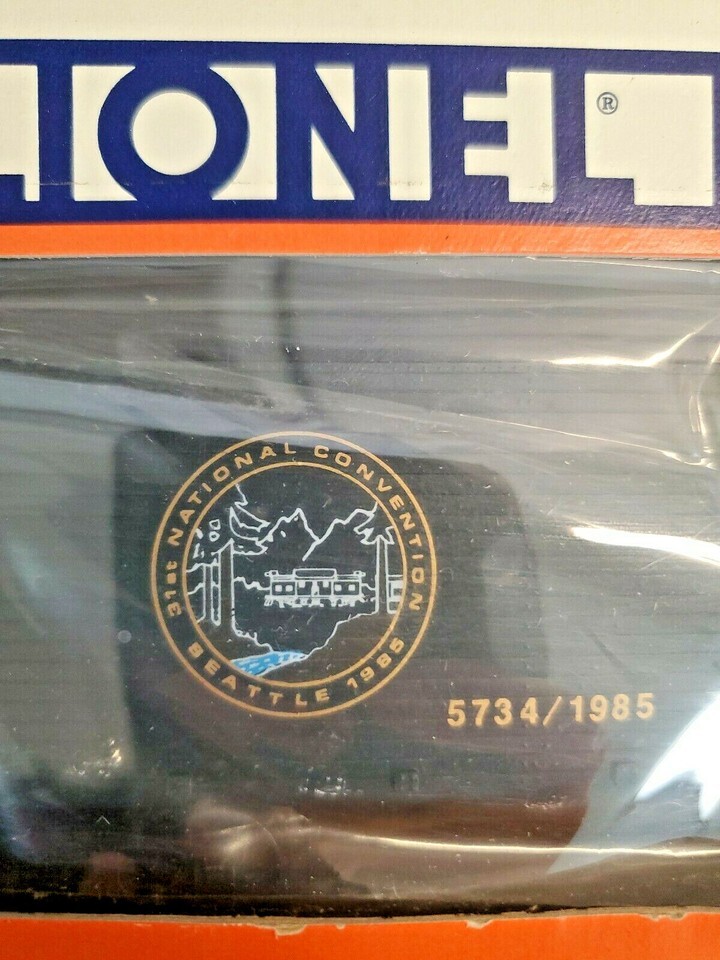 LIONEL ®
31st NATIONAL CONVENTION
SEATTLE 1985
5734/1985